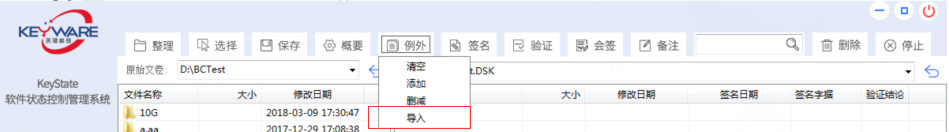 KEYWARE
天谷科技
KeyState
软件状态控制管理系统
整理 选择 保存 概要 例外 签名 验证 会签 备注 删除 停止
原始文卷: D:\BCTest t.DSK
清空
添加
删减
导入
文件名称 大小 修改日期 大小 修改日期 签名日期 签名字据 验证结论
10G 2018-03-09 17:30:47
a.aa 2017-12-29 17:08:38